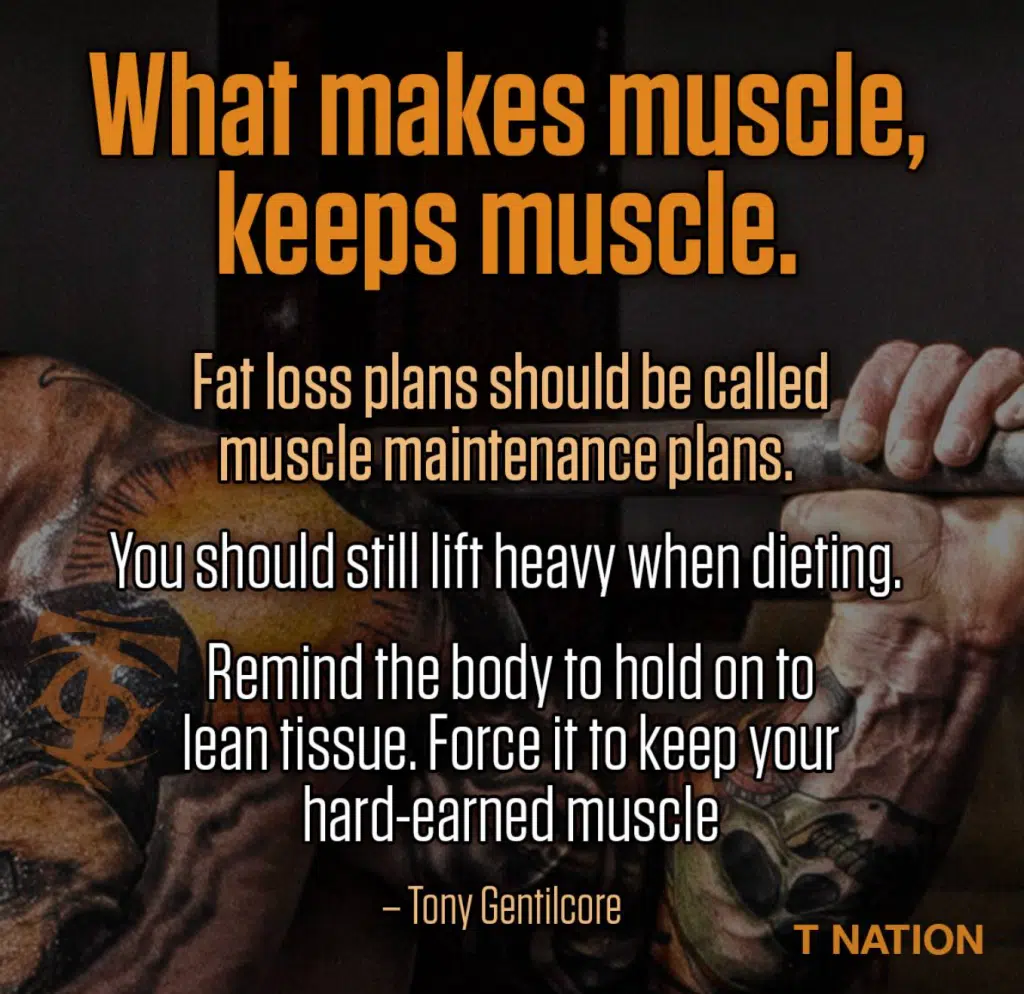 What makes muscle,
keeps muscle.
Fat loss plans should be called
muscle maintenance plans.
You should still lift heavy when dieting.
Remind the body to hold on to
lean tissue. Force it to keep your
hard-earned muscle
– Tony Gentilcore
T NATION